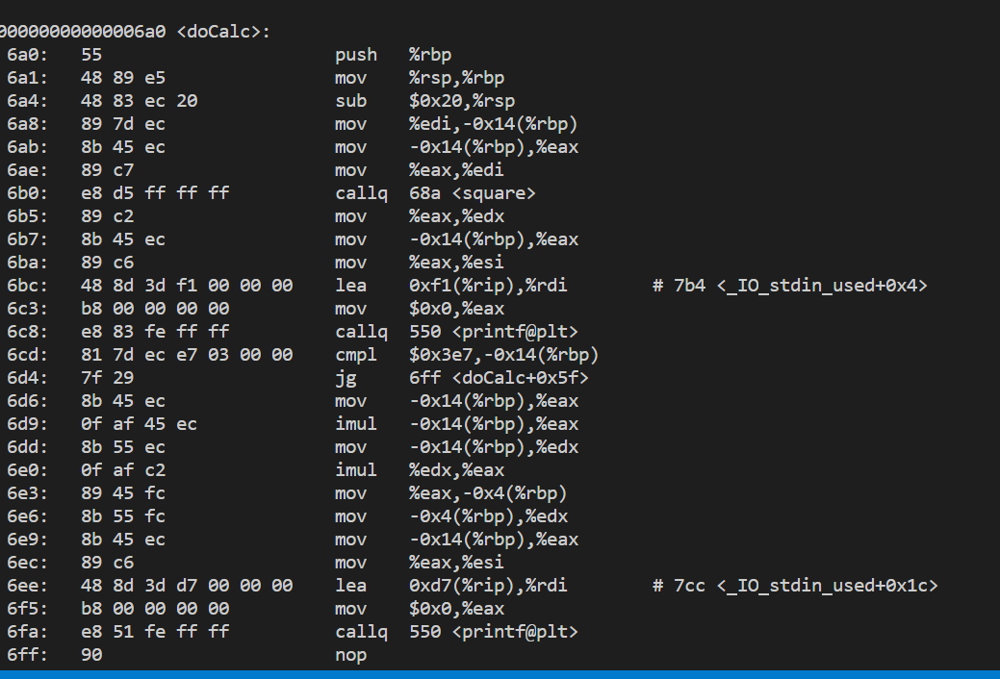 00000000000006a0 <doCalc>:
6a0: 55 push %rbp
6a1: 48 89 e5 mov %rsp,%rbp
6a4: 48 83 ec 20 sub $0x20,%rsp
6a8: 89 7d ec mov %edi,-0x14(%rbp)
6ab: 8b 45 ec mov -0x14(%rbp),%eax
6ae: 89 c7 mov %eax,%edi
6b0: e8 d5 ff ff ff callq 68a <square>
6b5: 89 c2 mov %eax,%edx
6b7: 8b 45 ec mov -0x14(%rbp),%eax
6ba: 89 c6 mov %eax,%esi
6bc: 48 8d 3d f1 00 00 00 lea 0xf1(%rip),%rdi # 7b4 <_IO_stdin_used+0x4>
6c3: b8 00 00 00 00 mov $0x0,%eax
6c8: e8 83 fe ff ff callq 550 <printf@plt>
6cd: 81 7d ec e7 03 00 00 cmpl $0x3e7,-0x14(%rbp)
6d4: 7f 29 jg 6ff <doCalc+0x5f>
6d6: 8b 45 ec mov -0x14(%rbp),%eax
6d9: 0f af 45 ec imul -0x14(%rbp),%eax
6dd: 8b 55 ec mov -0x14(%rbp),%edx
6e0: 0f af c2 imul %edx,%eax
6e3: 89 45 fc mov %eax,-0x4(%rbp)
6e6: 8b 55 fc mov -0x4(%rbp),%edx
6e9: 8b 45 ec mov -0x14(%rbp),%eax
6ec: 89 c6 mov %eax,%esi
6ee: 48 8d 3d d7 00 00 00 lea 0xd7(%rip),%rdi # 7cc <_IO_stdin_used+0x1c>
6f5: b8 00 00 00 00 mov $0x0,%eax
6fa: e8 51 fe ff ff callq 550 <printf@plt>
6ff: 90 nop